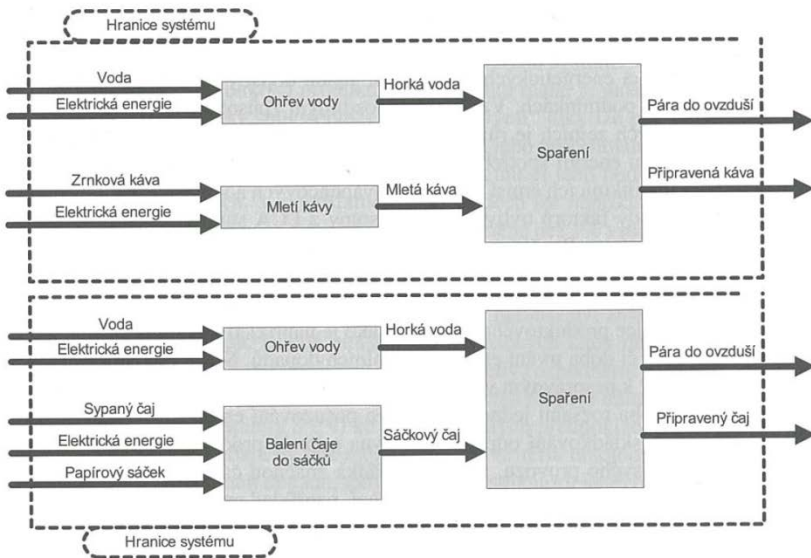 Hranice systému
Voda
Elektrická energie
Ohřev vody
Horká voda
Zrnková káva
Elektrická energie
Mletí kávy
Mletá káva
Spaření
Pára do ovzduší
Připravená káva
Voda
Elektrická energie
Ohřev vody
Horká voda
Sypaný čaj
Elektrická energie
Papírový sáček
Balení čaje
do sáčků
Sáčkový čaj
Spaření
Pára do ovzduší
Připravený čaj
Hranice systému